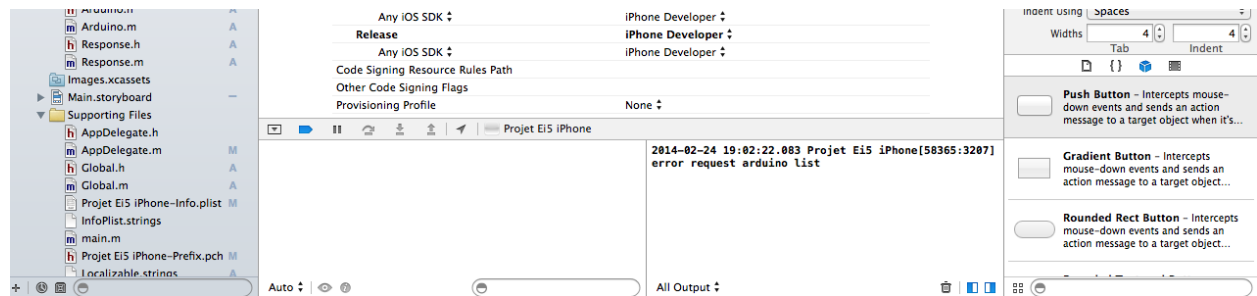 Arduino.h A
Arduino.m A
Response.h A
Response.m A
Images.xcassets
Main.storyboard —
Supporting Files
AppDelegate.h
AppDelegate.m M
Global.h A
Global.m A
Projet Ei5 iPhone-Info.plist M
InfoPlist.strings
main.m
Projet Ei5 iPhone-Prefix.pch M
Localizable.strings A
Any iOS SDK iPhone Developer
Release iPhone Developer
Any iOS SDK iPhone Developer
Code Signing Resource Rules Path
Other Code Signing Flags
Provisioning Profile None
Projet Ei5 iPhone
2014-02-24 19:02:22.083 Projet Ei5 iPhone[58365:3207]
error request arduino list
Auto
All Output
Indent Using Spaces
Widths 4 4
Tab Indent
{}
Push Button - Intercepts mouse-
down events and sends an action
message to a target object when it's...
Gradient Button - Intercepts
mouse-down events and sends an
action message to a target object...
Rounded Rect Button - Intercepts
mouse-down events and sends an
action message to a target object...